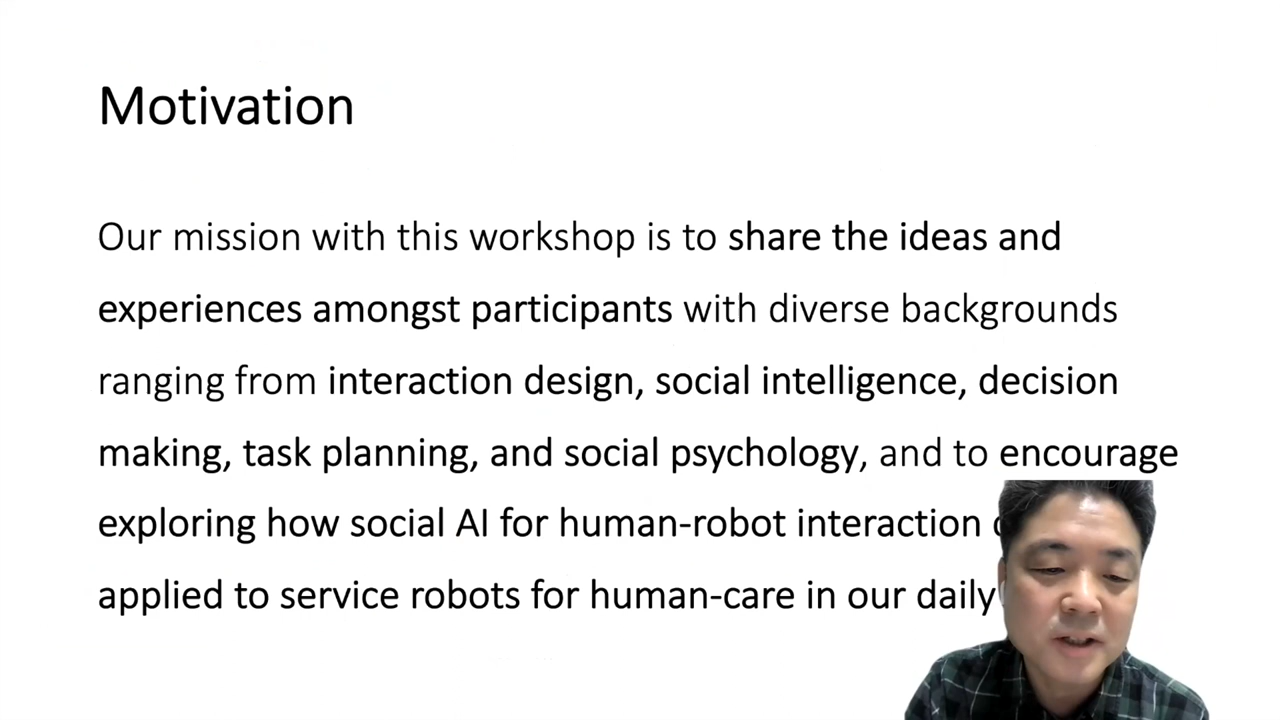 Motivation
Our mission with this workshop is to share the ideas and
experiences amongst participants with diverse backgrounds
ranging from interaction design, social intelligence, decision
making, task planning, and social psychology, and to encourage
exploring how social AI for human-robot interaction
applied to service robots for human-care in our daily